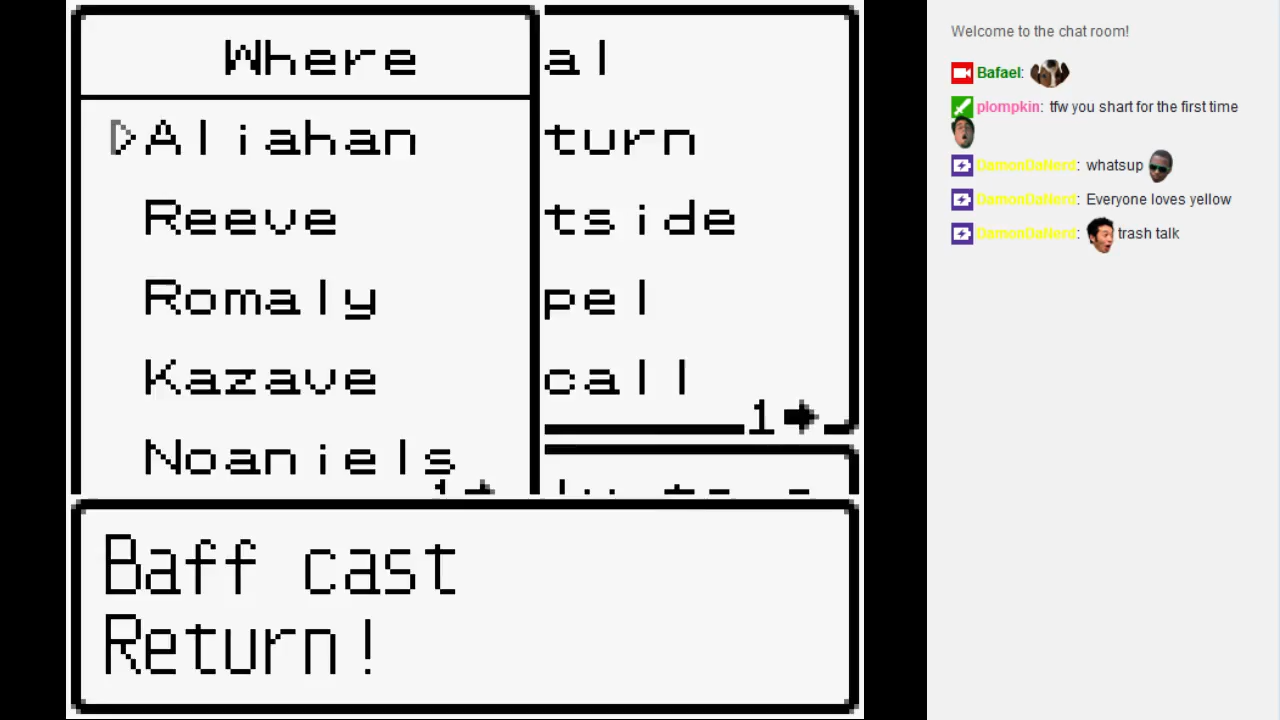 Where
Aliahan
Reeve
Romaly
Kazave
Noaniels
al
turn
tside
pel
call
1
Baff cast
Return!
Welcome to the chat room!
Bafael:
plompkin: tfw you shart for the first time
DamonDaNerd: whatsup
DamonDaNerd: Everyone loves yellow
DamonDaNerd: trash talk